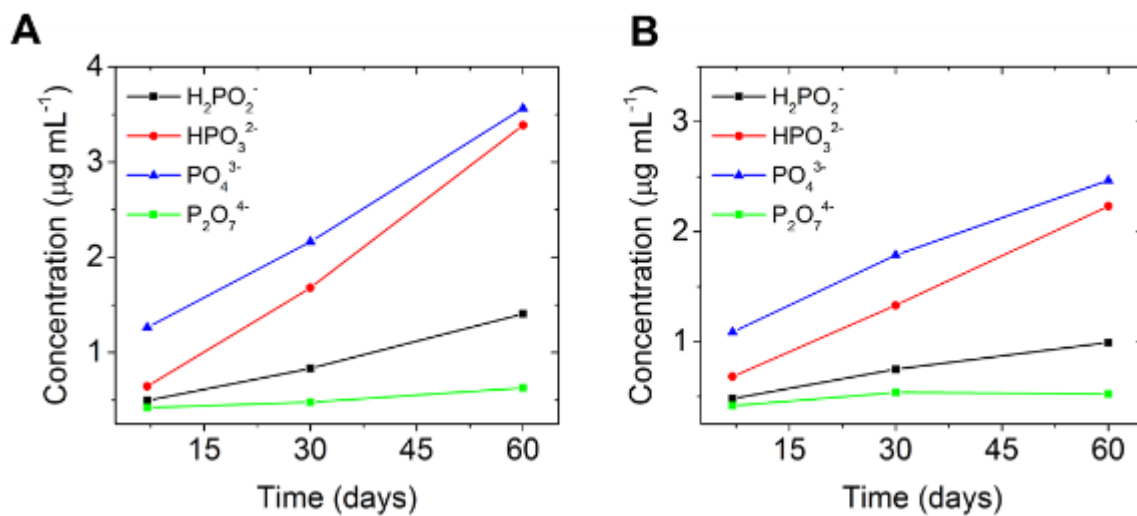 A
Concentration (μg mL⁻¹)
4
3
2
1
H₂PO₂⁻
HPO₃²⁻
PO₄³⁻
P₂O₇⁴⁻
15 30 45 60
Time (days)
B
Concentration (μg mL⁻¹)
3
2
1
H₂PO₂⁻
HPO₃²⁻
PO₄³⁻
P₂O₇⁴⁻
15 30 45 60
Time (days)